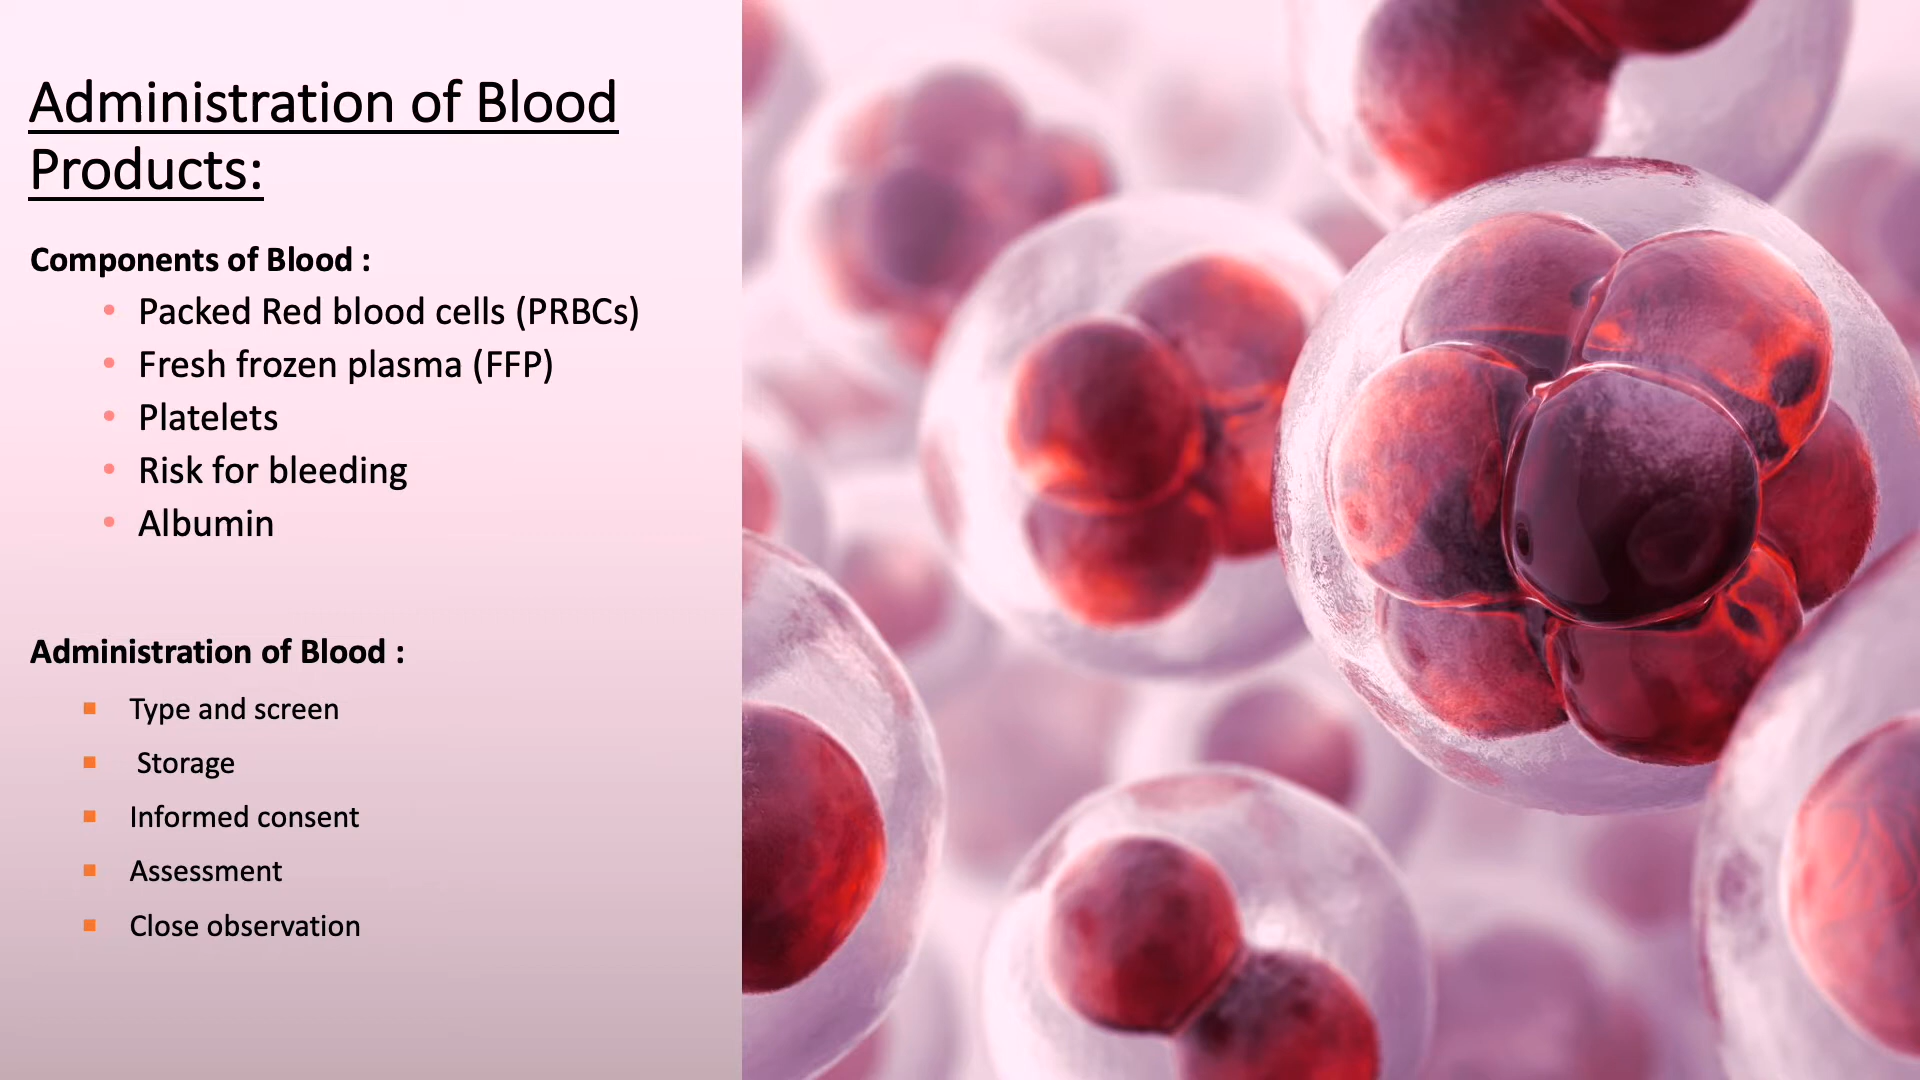 Administration of Blood
Products:
Components of Blood :
• Packed Red blood cells (PRBCs)
• Fresh frozen plasma (FFP)
• Platelets
• Risk for bleeding
• Albumin
Administration of Blood :
▪ Type and screen
▪ Storage
▪ Informed consent
▪ Assessment
▪ Close observation